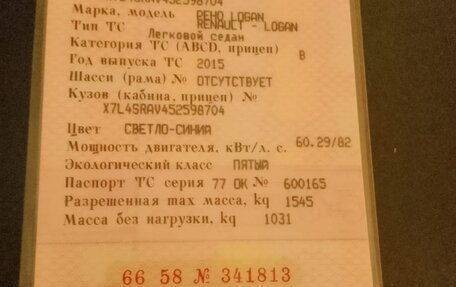 X7L4SRAV452598704
Марка, модель РЕНО LOGAN
Тип ТС RENAULT - LOGAN
Легковой седан
Категория ТС (ABCD, прицеп) B
Год выпуска ТС 2015
Шасси (рама) № ОТСУТСТВУЕТ
Кузов (кабина, прицеп) №
X7L4SRAV452598704
Цвет СВЕТЛО-СИНИЙ
Мощность двигателя, кВт/л. с. 60.29/82
Экологический класс ПЯТЫЙ
Паспорт ТС серия 77 ОК № 600165
Разрешенная max масса, kg 1545
Масса без нагрузки, kg 1031
66 58 № 341813